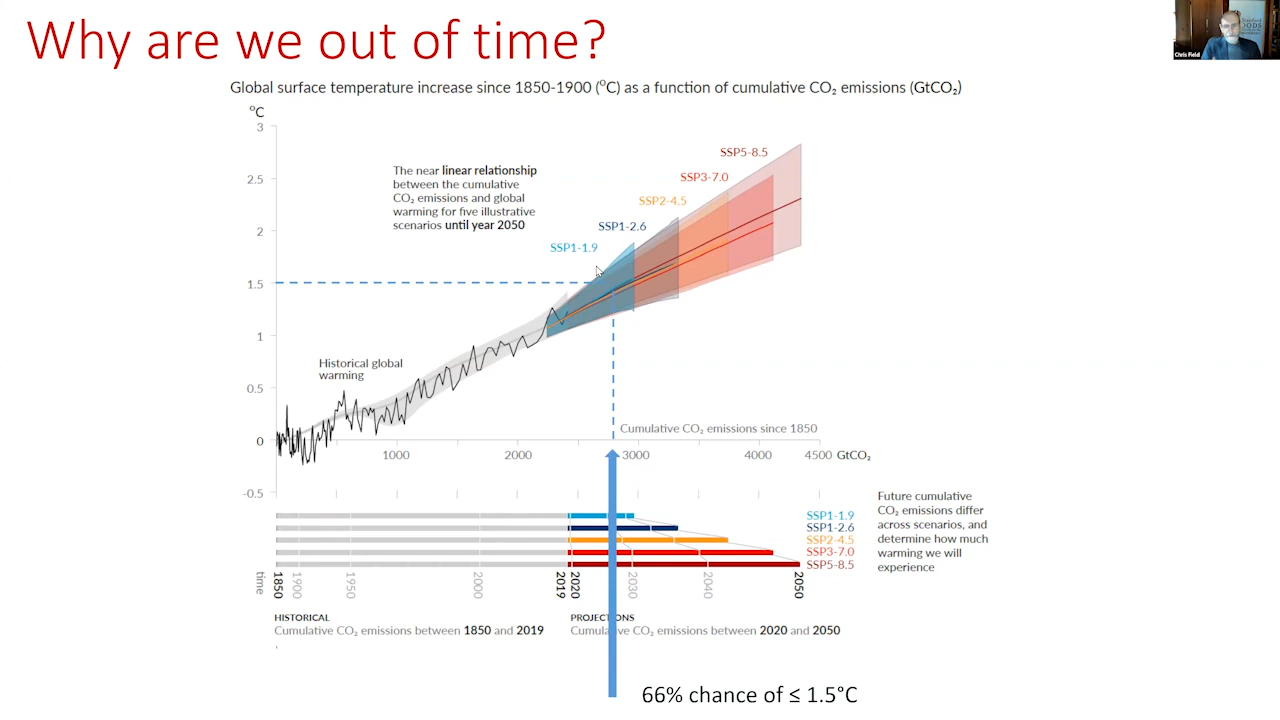 Why are we out of time?
Chris Field
Global surface temperature increase since 1850-1900 (°C) as a function of cumulative CO₂ emissions (GtCO₂)
°C
3
2.5
2
1.5
1
0.5
0
-0.5
The near linear relationship
between the cumulative
CO₂ emissions and global
warming for five illustrative
scenarios until year 2050
SSP5-8.5
SSP3-7.0
SSP2-4.5
SSP1-2.6
SSP1-1.9
Historical global
warming
Cumulative CO₂ emissions since 1850
1000
2000
3000
4000
4500 GtCO₂
SSP1-1.9
SSP1-2.6
SSP2-4.5
SSP3-7.0
SSP5-8.5
Future cumulative
CO₂ emissions differ
across scenarios, and
determine how much
warming we will
experience
time
1850
1900
1950
2000
2019
2020
2030
2040
2050
HISTORICAL
Cumulative CO₂ emissions between 1850 and 2019
PROJECTIONS
Cumulative CO₂ emissions between 2020 and 2050
66% chance of ≤ 1.5°C